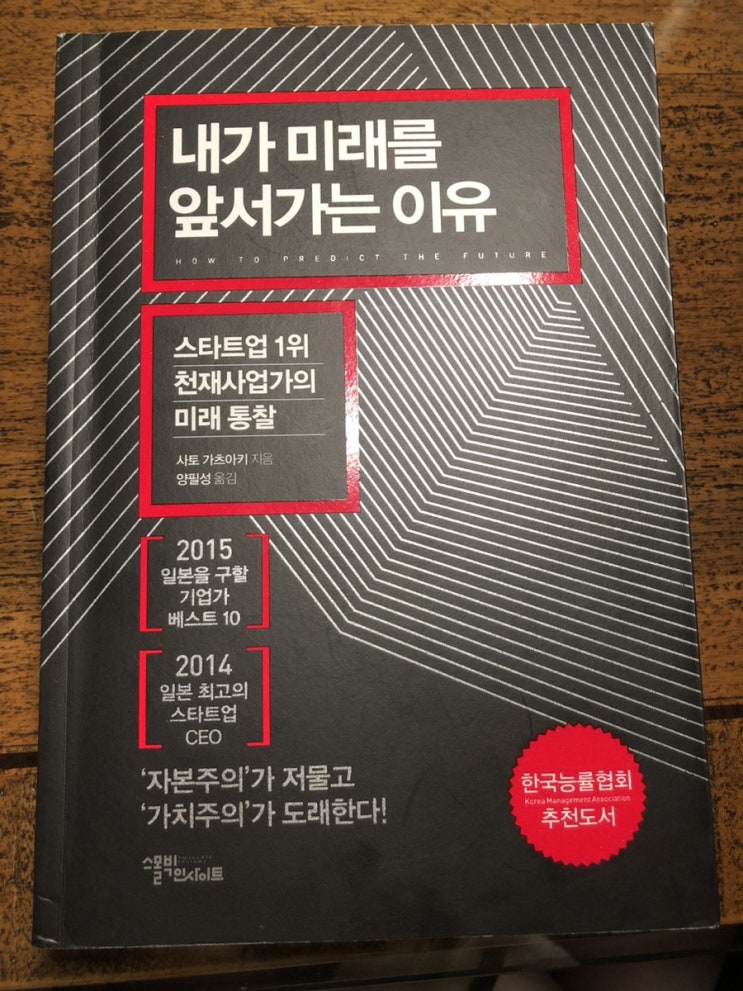 내가 미래를
앞서가는 이유
HOW TO PREDICT THE FUTURE
스타트업 1위
천재사업가의
미래 통찰
사토 가츠아키 지음
양필성 옮김
2015
일본을 구할
기업가
베스트 10
2014
일본 최고의
스타트업
CEO
'자본주의'가 저물고
'가치주의'가 도래한다!
한국능률협회
Korea Management Association
추천도서
스몰빅
인사이트